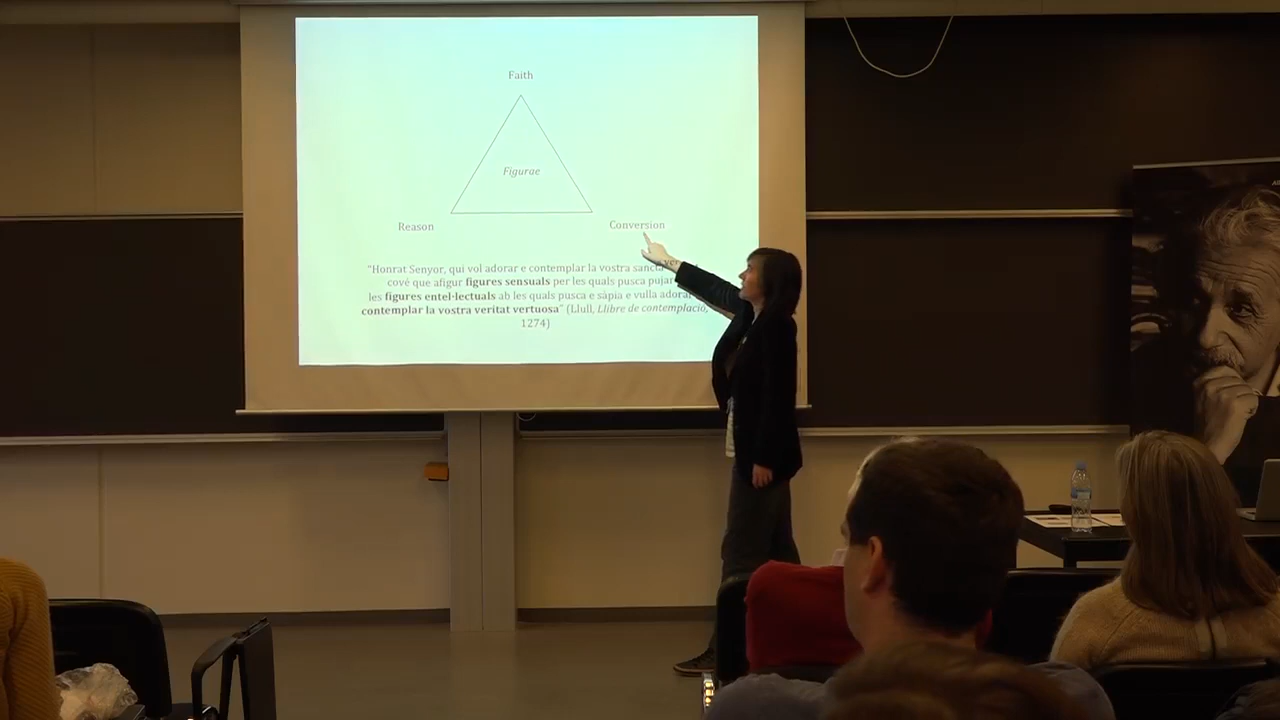 Faith
Figurae
Reason
Conversion
"Honrat Senyor, qui vol adorar e contemplar la vostra sancta
cové que afigur figures sensuals per les quals pusca pujar
les figures entel·lectuals ab les quals pusca e sàpia e vulla adorar
contemplar la vostra veritat vertuosa" (Llull, Llibre de contemplació,
1274)